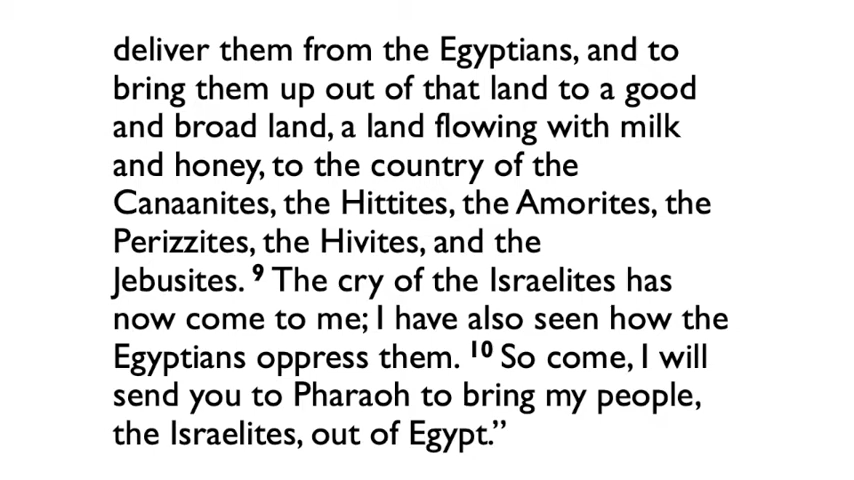 deliver them from the Egyptians, and to
bring them up out of that land to a good
and broad land, a land flowing with milk
and honey, to the country of the
Canaanites, the Hittites, the Amorites, the
Perizzites, the Hivites, and the
Jebusites. 9 The cry of the Israelites has
now come to me; I have also seen how the
Egyptians oppress them. 10 So come, I will
send you to Pharaoh to bring my people,
the Israelites, out of Egypt.”